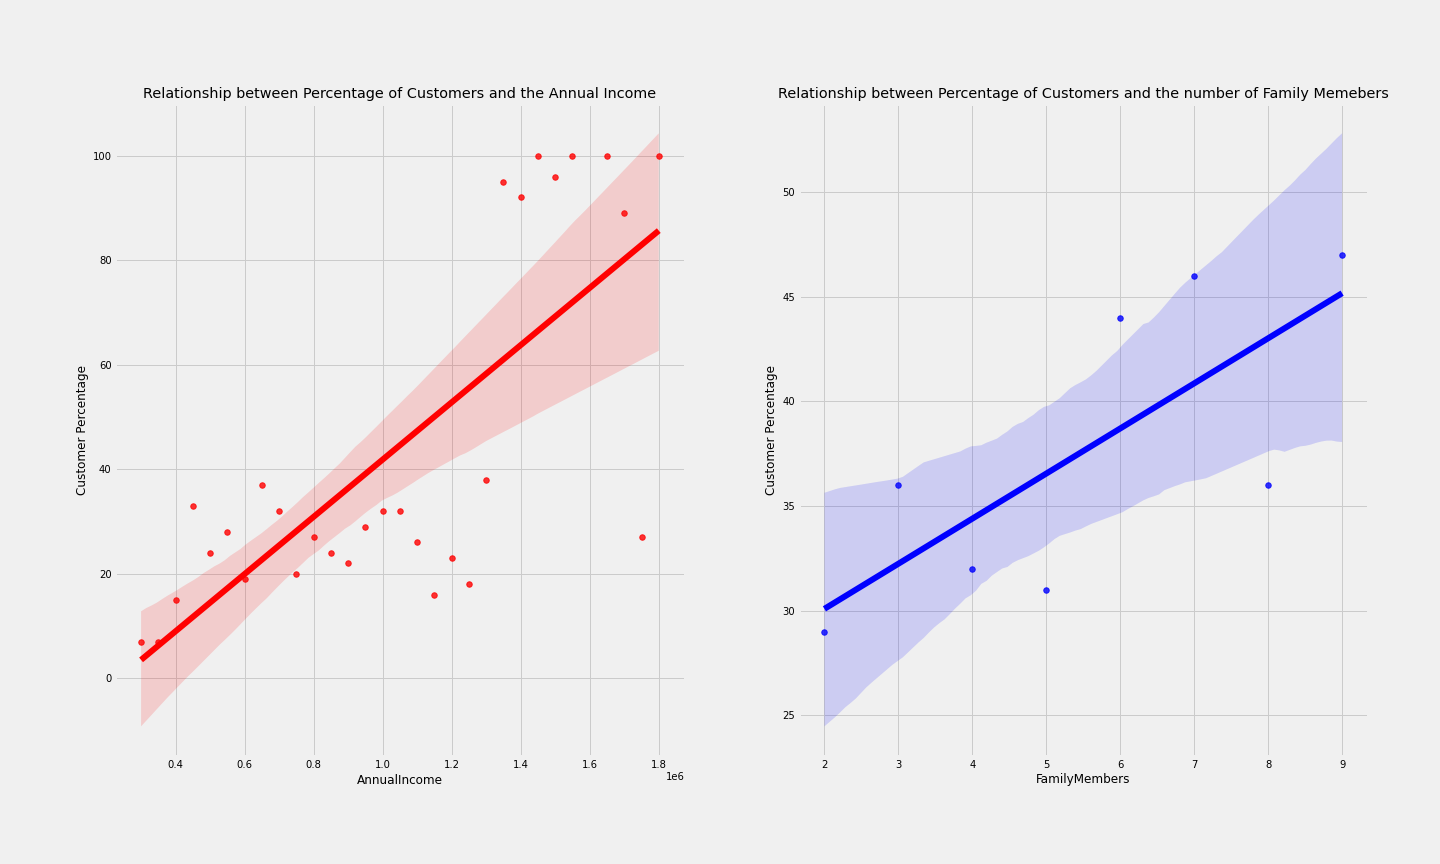 Relationship between Percentage of Customers and the Annual Income
Customer Percentage
100
80
60
40
20
0
0.4 0.6 0.8 1.0 1.2 1.4 1.6 1.8
1e6
AnnualIncome
Relationship between Percentage of Customers and the number of Family Memebers
Customer Percentage
50
45
40
35
30
25
2 3 4 5 6 7 8 9
FamilyMembers